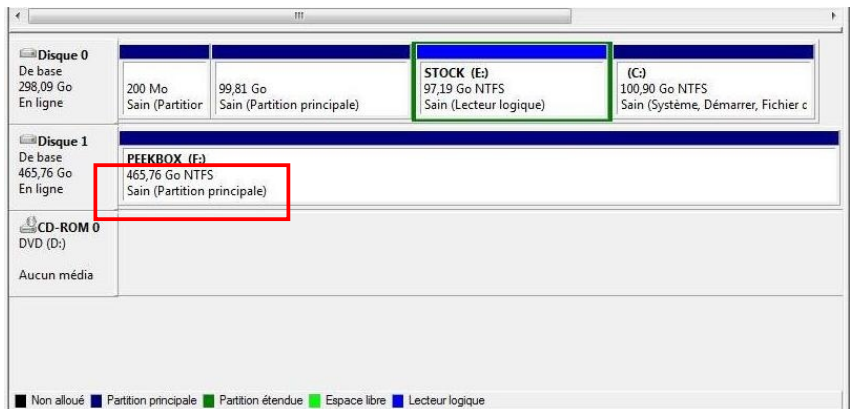 Disque 0
De base
298,09 Go
En ligne
200 Mo
Sain (Partitior
99,81 Go
Sain (Partition principale)
STOCK (E:)
97,19 Go NTFS
Sain (Lecteur logique)
(C:)
100,90 Go NTFS
Sain (Système, Démarrer, Fichier c
Disque 1
De base
465,76 Go
En ligne
PEEKBOX (F:)
465,76 Go NTFS
Sain (Partition principale)
CD-ROM 0
DVD (D:)
Aucun média
Non alloué Partition principale Partition étendue Espace libre Lecteur logique